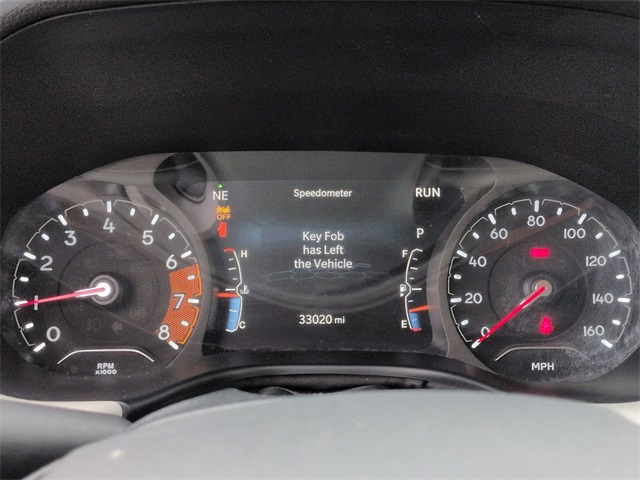 NE
Speedometer
RUN
OFF
P
Key Fob
has Left
the Vehicle
H
C
F
E
33020 mi
0 1 2 3 4 5 6 7 8
RPM
x1000
0 20 40 60 80 100 120 140 160
MPH